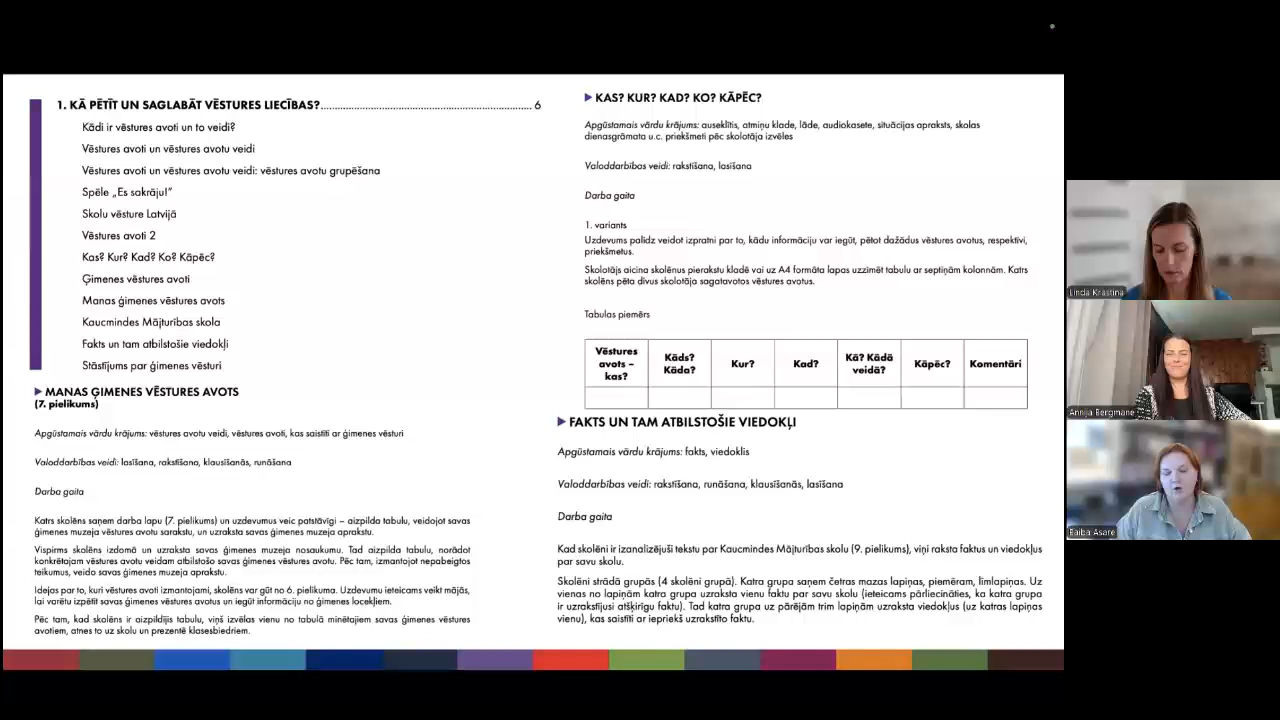 1. KĀ PĒTĪT UN SAGLABĀT VĒSTURES LIECĪBAS?........................................................................ 6
Kādi ir vēstures avoti un to veidi?
Vēstures avoti un vēstures avotu veidi
Vēstures avoti un vēstures avotu veidi: vēstures avotu grupēšana
Spēle „Es sakrāju!”
Skolu vēsture Latvijā
Vēstures avoti 2
Kas? Kur? Kad? Ko? Kāpēc?
Ģimenes vēstures avoti
Manas ģimenes vēstures avots
Kaucmindes Mājturības skola
Fakts un tam atbilstošie viedokļi
Stāstījums par ģimenes vēsturi
MANAS ĢIMENES VĒSTURES AVOTS
(7. pielikums)
Apgūstamais vārdu krājums: vēstures avotu veidi, vēstures avoti, kas saistīti ar ģimenes vēsturi
Valoddarbības veidi: lasīšana, rakstīšana, klausīšanās, runāšana
Darba gaita
Katrs skolēns saņem darba lapu (7. pielikums) un uzdevumus veic patstāvīgi – aizpilda tabulu, veidojot savas
ģimenes muzeja vēstures avotu sarakstu, un uzraksta savas ģimenes muzeja aprakstu.
Vispirms skolēns izdomā un uzraksta savas ģimenes muzeja nosaukumu. Tad aizpilda tabulu, norādot
konkrētajam vēstures avotu veidam atbilstošo savas ģimenes vēstures avotu. Pēc tam, izmantojot nepabeigtos
teikumus, veido savas ģimenes muzeja aprakstu.
Idejas par to, kuri vēstures avoti izmantojami, skolēns var gūt no 6. pielikuma. Uzdevumu ieteicams veikt mājās,
lai varētu izpētīt savas ģimenes vēstures avotus un iegūt informāciju no ģimenes locekļiem.
Pēc tam, kad skolēns ir aizpildījis tabulu, viņš izvēlas vienu no tabulā minētajiem savas ģimenes vēstures
avotiem, atnes to uz skolu un prezentē klasesbiedriem.
KAS? KUR? KAD? KO? KĀPĒC?
Apgūstamais vārdu krājums: auseklītis, atmiņu klade, lāde, audiokasete, situācijas apraksts, skolas
dienasgrāmata u.c. priekšmeti pēc skolotāja izvēles
Valoddarbības veidi: rakstīšana, lasīšana
Darba gaita
1. variants
Uzdevums palīdz veidot izpratni par to, kādu informāciju var iegūt, pētot dažādus vēstures avotus, respektīvi,
priekšmetus.
Skolotājs aicina skolēnus pierakstu kladē vai uz A4 formāta lapas uzzīmēt tabulu ar septiņām kolonnām. Katrs
skolēns pēta divus skolotāja sagatavotos vēstures avotus.
Tabulas piemērs
Vēstures avots – kas? Kāds? Kāda? Kur? Kad? Kā? Kādā veidā? Kāpēc? Komentāri
FAKTS UN TAM ATBILSTOŠIE VIEDOKĻI
Apgūstamais vārdu krājums: fakts, viedoklis
Valoddarbības veidi: rakstīšana, runāšana, klausīšanās, lasīšana
Darba gaita
Kad skolēni ir izanalizējuši tekstu par Kaucmindes Mājturības skolu (9. pielikums), viņi raksta faktus un viedokļus
par savu skolu.
Skolēni strādā grupās (4 skolēni grupā). Katra grupa saņem četras mazas lapiņas, piemēram, līmlapiņas. Uz
vienas no lapiņām katra grupa uzraksta vienu faktu par savu skolu (ieteicams pārliecināties, ka katra grupa
ir uzrakstījusi atšķirīgu faktu). Tad katra grupa uz pārējām trim lapiņām uzraksta viedokļus (uz katras lapiņas
vienu), kas saistīti ar iepriekš uzrakstīto faktu.
Linda Krastiņa
Annija Bergmane
Baiba Asare